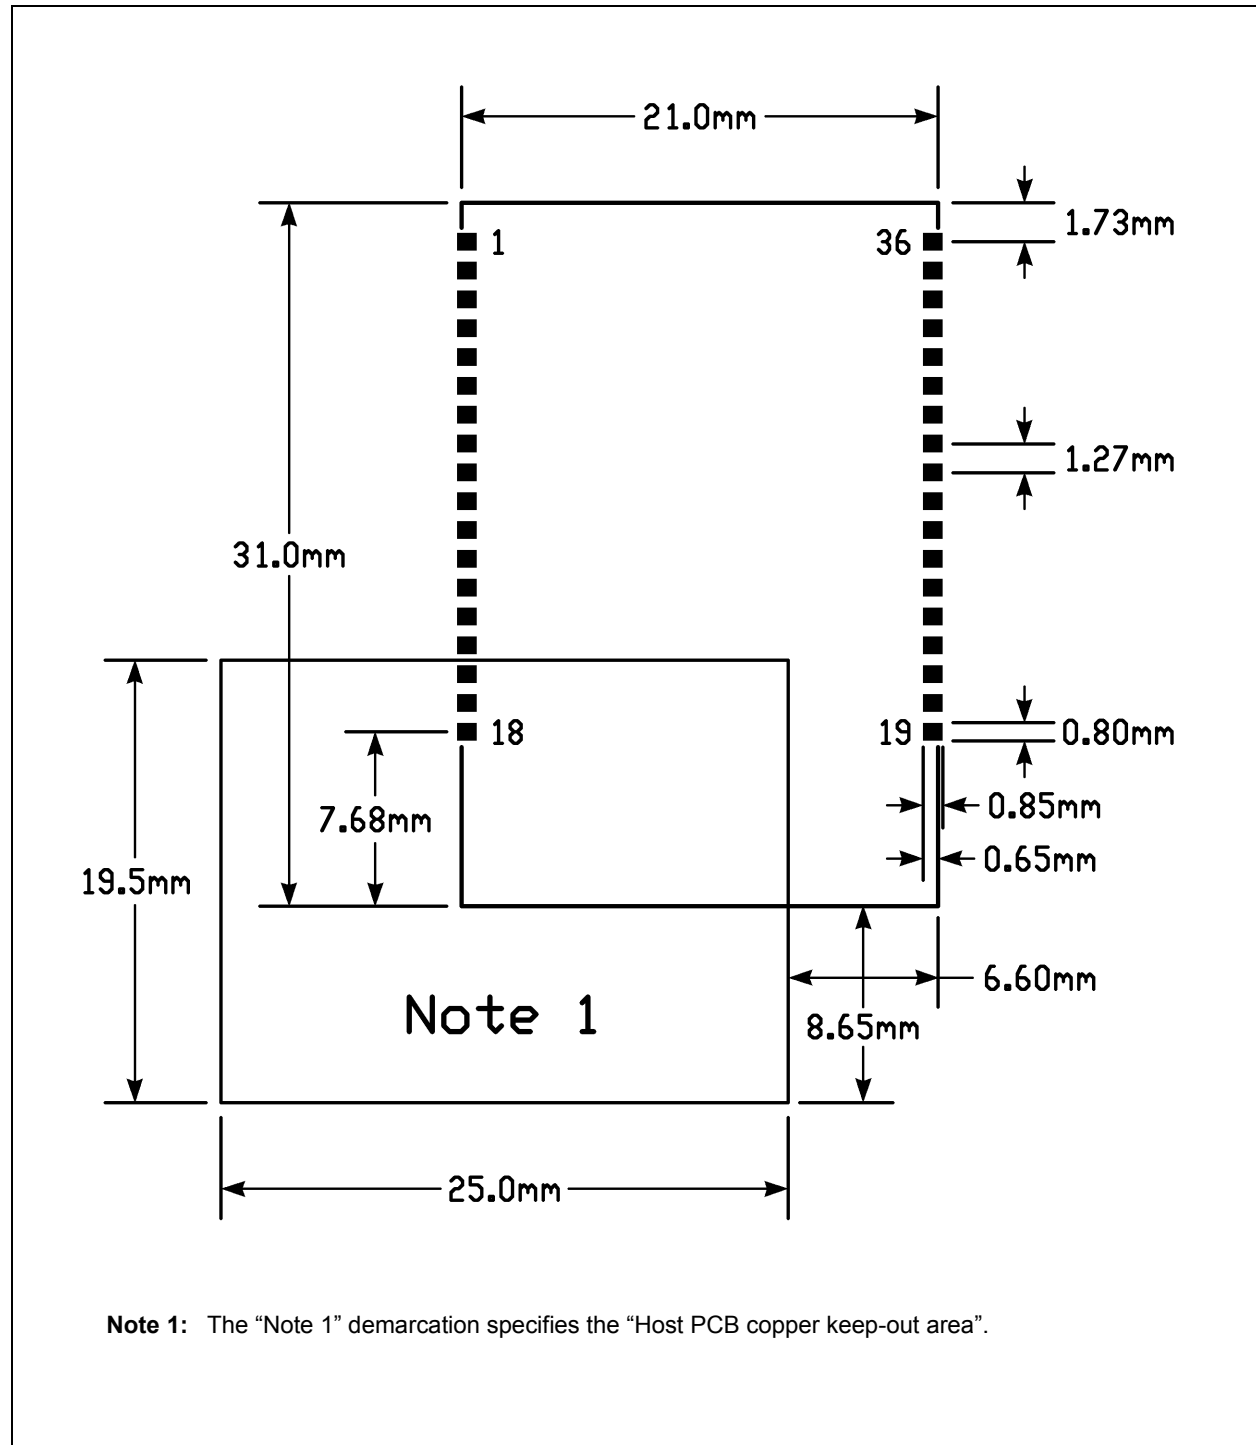 21.0mm
1 36 1.73mm
1.27mm
31.0mm
18 19 0.80mm
0.85mm
7.68mm
0.65mm
19.5mm
6.60mm
Note 1
8.65mm
25.0mm
Note 1: The “Note 1” demarcation specifies the “Host PCB copper keep-out area”.